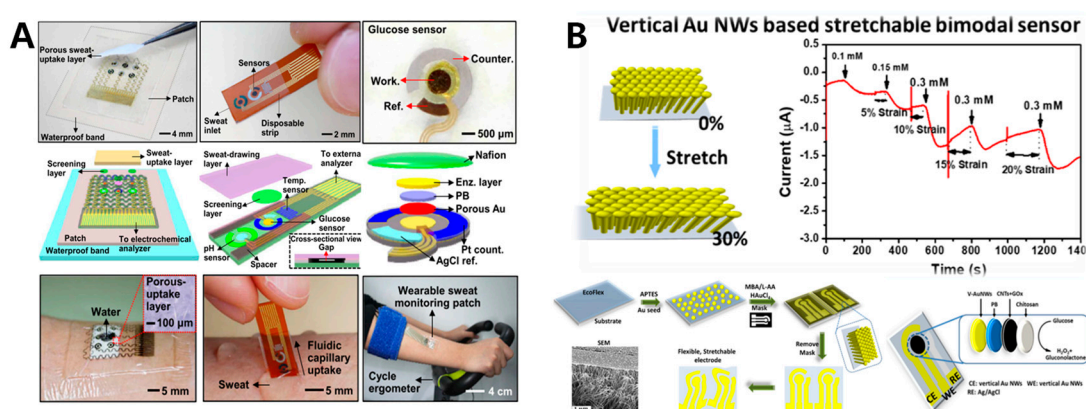 A
Porous sweat-
uptake layer
Patch
Waterproof band
4 mm
Sensors
Sweat
inlet
Disposable
strip
2 mm
Glucose sensor
Counter.
Work.
Ref.
500 µm
Sweat-
uptake layer
Screening
layer
To electrochemical
analyzer
Patch
Waterproof band
Sweat-drawing
layer
To external
analyzer
Temp.
sensor
Screening
layer
Glucose
sensor
pH
sensor
Spacer
Cross-sectional view
Gap
Nafion
Enz. layer
PB
Porous Au
Pt count.
AgCl ref.
Porous-
uptake
layer
100 µm
Water
5 mm
Fluidic
capillary
uptake
Sweat
5 mm
Wearable sweat
monitoring patch
Cycle
ergometer
4 cm
B
Vertical Au NWs based stretchable bimodal sensor
0%
Stretch
30%
Current (µA)
0.5
0.0
-0.5
-1.0
-1.5
-2.0
-2.5
-3.0
0.1 mM
0.15 mM
0.3 mM
0.3 mM
0.3 mM
5% Strain
10% Strain
15% Strain
20% Strain
0 200 400 600 800 1000 1200 1400
Time (s)
EcoFlex
Substrate
APTES
Au seed
MBA/L-AA
HAuCl4
Mask
Remove
Mask
SEM
Flexible, Stretchable
electrode
V-AuNWs
CNTs+GOx
PB
Chitosan
Glucose
H2O2+
Gluconolactone
CE
WE
RE
CE: vertical Au NWs WE: vertical Au NWs
RE: Ag/AgCl